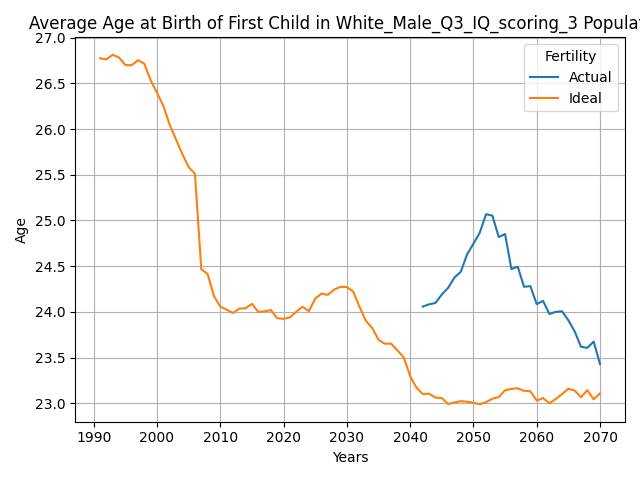 Average Age at Birth of First Child in White_Male_Q3_IQ_scoring_3 Populat
27.0
26.5
26.0
25.5
25.0
24.5
24.0
23.5
23.0
Age
Fertility
Actual
Ideal
1990 2000 2010 2020 2030 2040 2050 2060 2070
Years